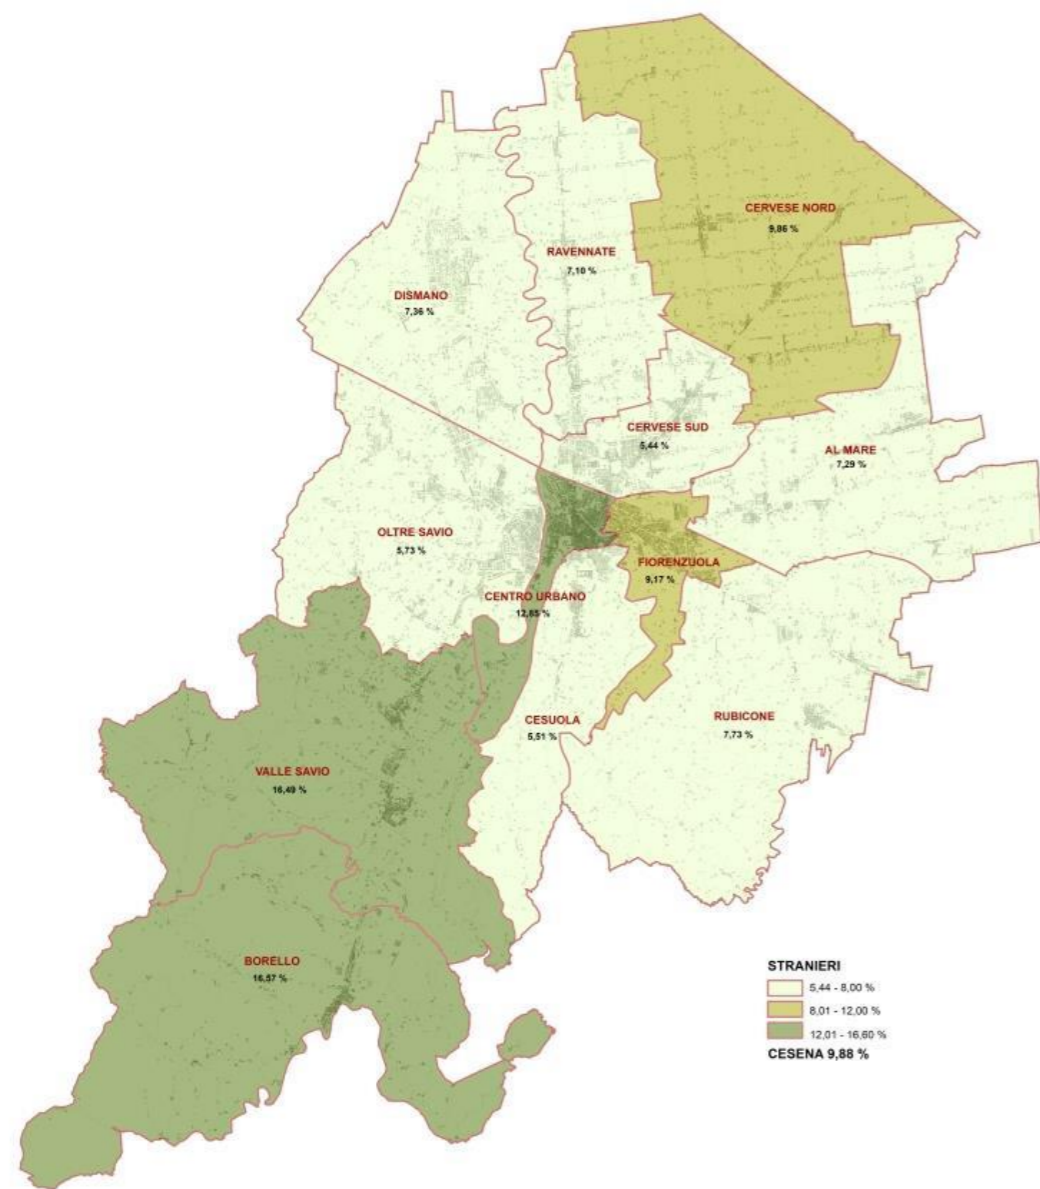 CERVESE NORD
9,86 %
RAVENNATE
7,10 %
DISMANO
7,36 %
CERVESE SUD
5,44 %
AL MARE
7,29 %
OLTRE SAVIO
5,73 %
FIORENZUOLA
9,17 %
CENTRO URBANO
12,65 %
CESUOLA
5,51 %
RUBICONE
7,73 %
VALLE SAVIO
16,49 %
BORELLO
16,57 %
STRANIERI
5,44 - 8,00 %
8,01 - 12,00 %
12,01 - 16,60 %
CESENA 9,88 %